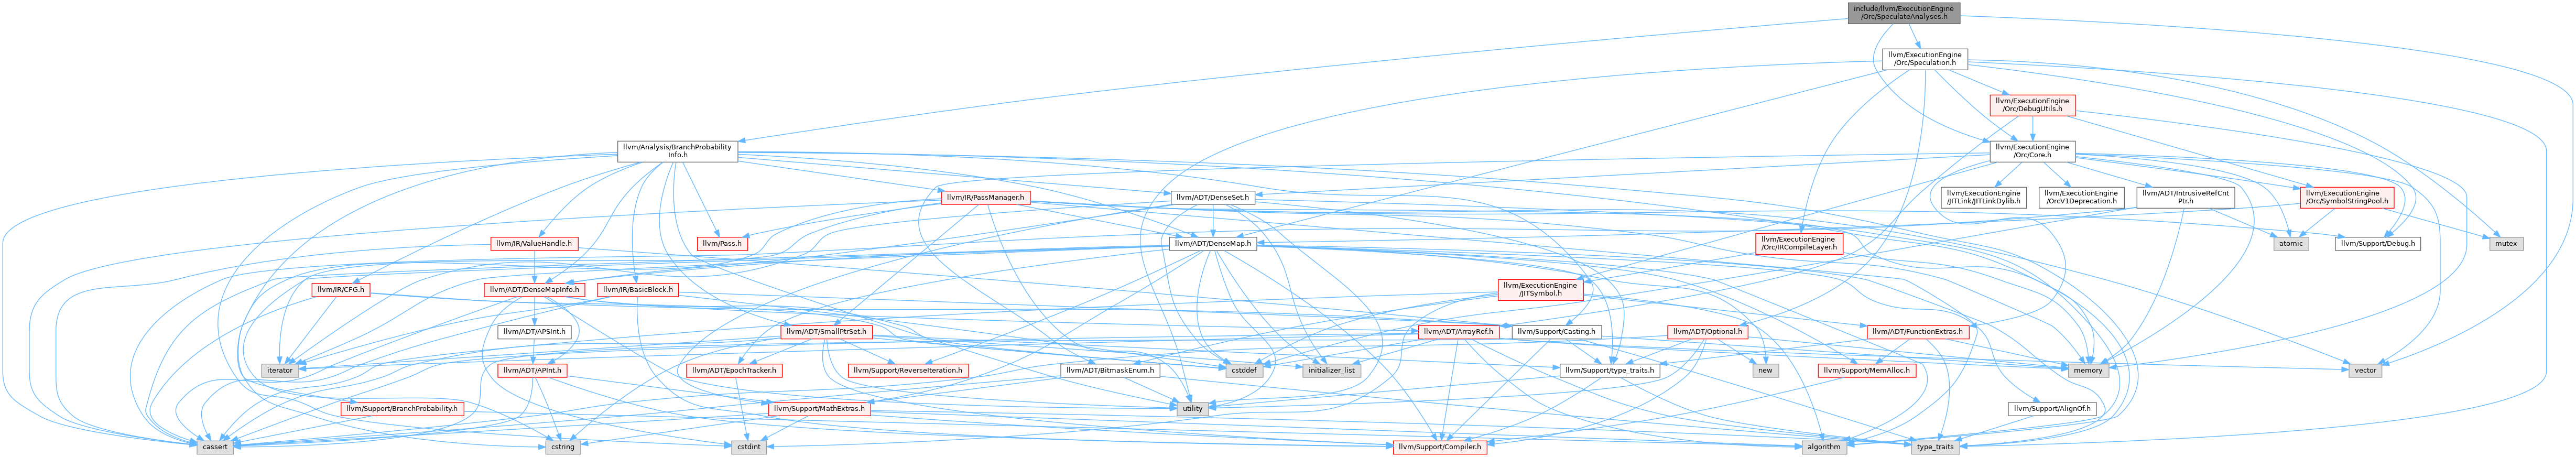 include/llvm/ExecutionEngine
/Orc/SpeculateAnalyses.h
llvm/ExecutionEngine
/Orc/Speculation.h
llvm/ExecutionEngine
/Orc/DebugUtils.h
llvm/Analysis/BranchProbability
Info.h
llvm/ExecutionEngine
/Orc/Core.h
llvm/IR/PassManager.h
llvm/ADT/DenseSet.h
llvm/ExecutionEngine
/JITLink/JITLinkDylib.h
llvm/ExecutionEngine
/OrcV1Deprecation.h
llvm/ADT/IntrusiveRefCnt
Ptr.h
llvm/ExecutionEngine
/Orc/SymbolStringPool.h
llvm/IR/ValueHandle.h
llvm/Pass.h
llvm/ADT/DenseMap.h
llvm/ExecutionEngine
/Orc/IRCompileLayer.h
atomic
llvm/Support/Debug.h
mutex
llvm/IR/CFG.h
llvm/ADT/DenseMapInfo.h
llvm/IR/BasicBlock.h
llvm/ExecutionEngine
/JITSymbol.h
llvm/ADT/APSInt.h
llvm/ADT/SmallPtrSet.h
llvm/ADT/ArrayRef.h
llvm/Support/Casting.h
llvm/ADT/Optional.h
llvm/ADT/FunctionExtras.h
iterator
llvm/ADT/APInt.h
llvm/ADT/EpochTracker.h
llvm/Support/ReverseIteration.h
llvm/ADT/BitmaskEnum.h
cstddef
initializer_list
llvm/Support/type_traits.h
new
llvm/Support/MemAlloc.h
memory
vector
llvm/Support/BranchProbability.h
llvm/Support/MathExtras.h
utility
llvm/Support/AlignOf.h
cassert
cstring
cstdint
llvm/Support/Compiler.h
algorithm
type_traits